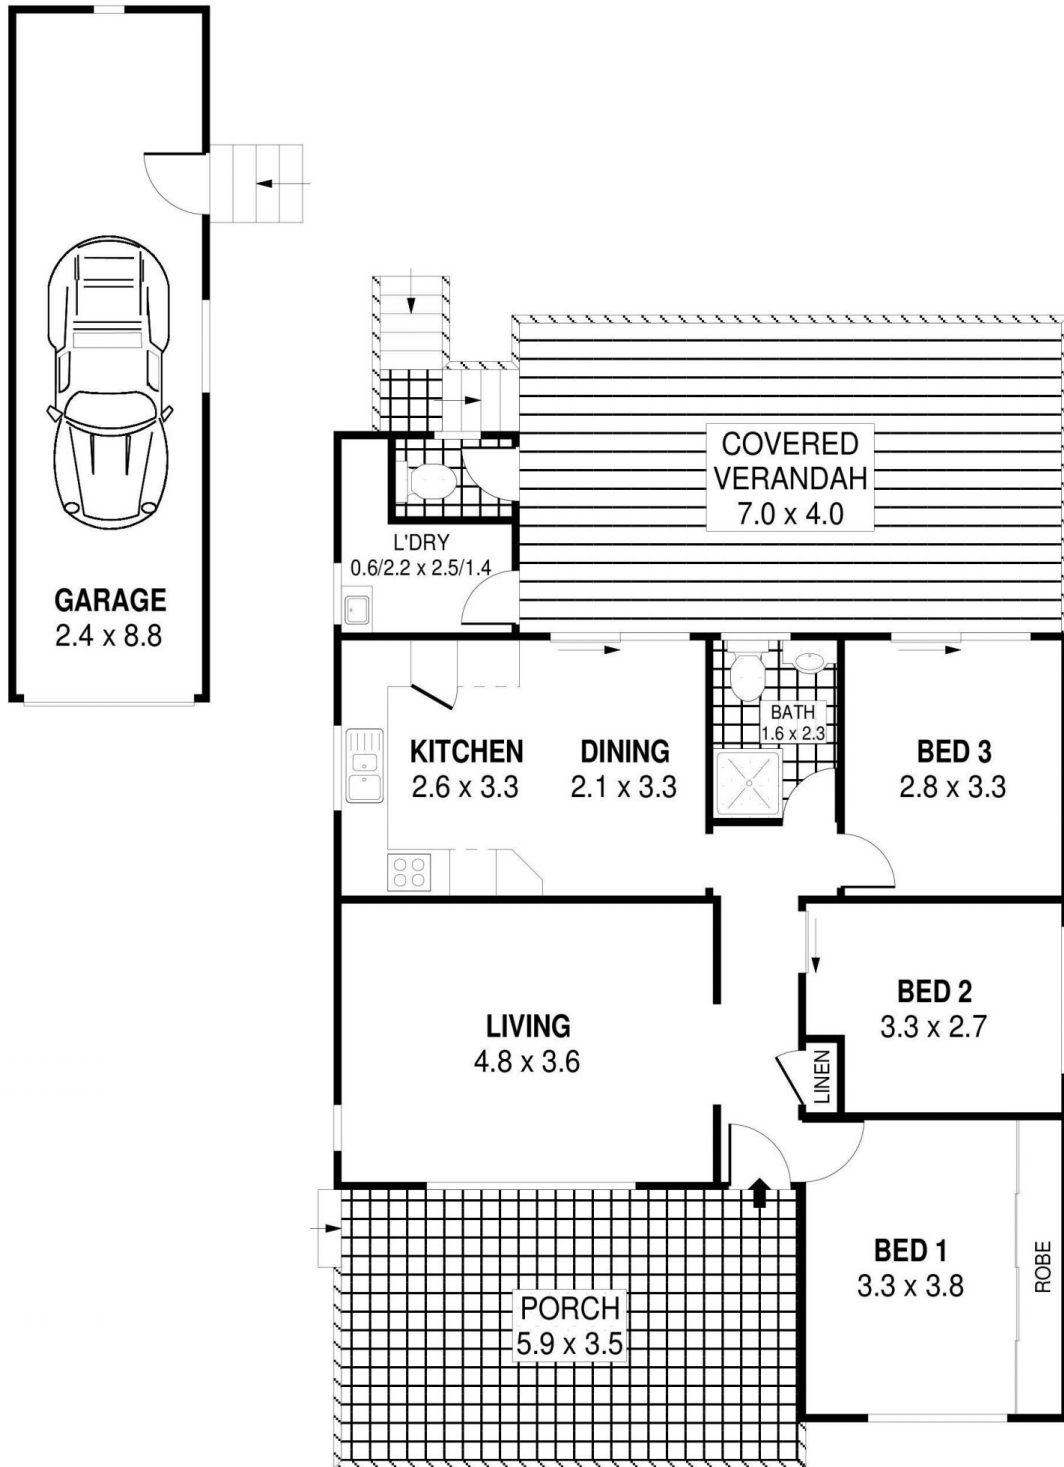 COVERED
VERANDAH
7.0 x 4.0
L'DRY
0.6/2.2 x 2.5/1.4
GARAGE
2.4 x 8.8
KITCHEN
2.6 x 3.3
DINING
2.1 x 3.3
BATH
1.6 x 2.3
BED 3
2.8 x 3.3
BED 2
3.3 x 2.7
LIVING
4.8 x 3.6
LINEN
BED 1
3.3 x 3.8
ROBE
PORCH
5.9 x 3.5